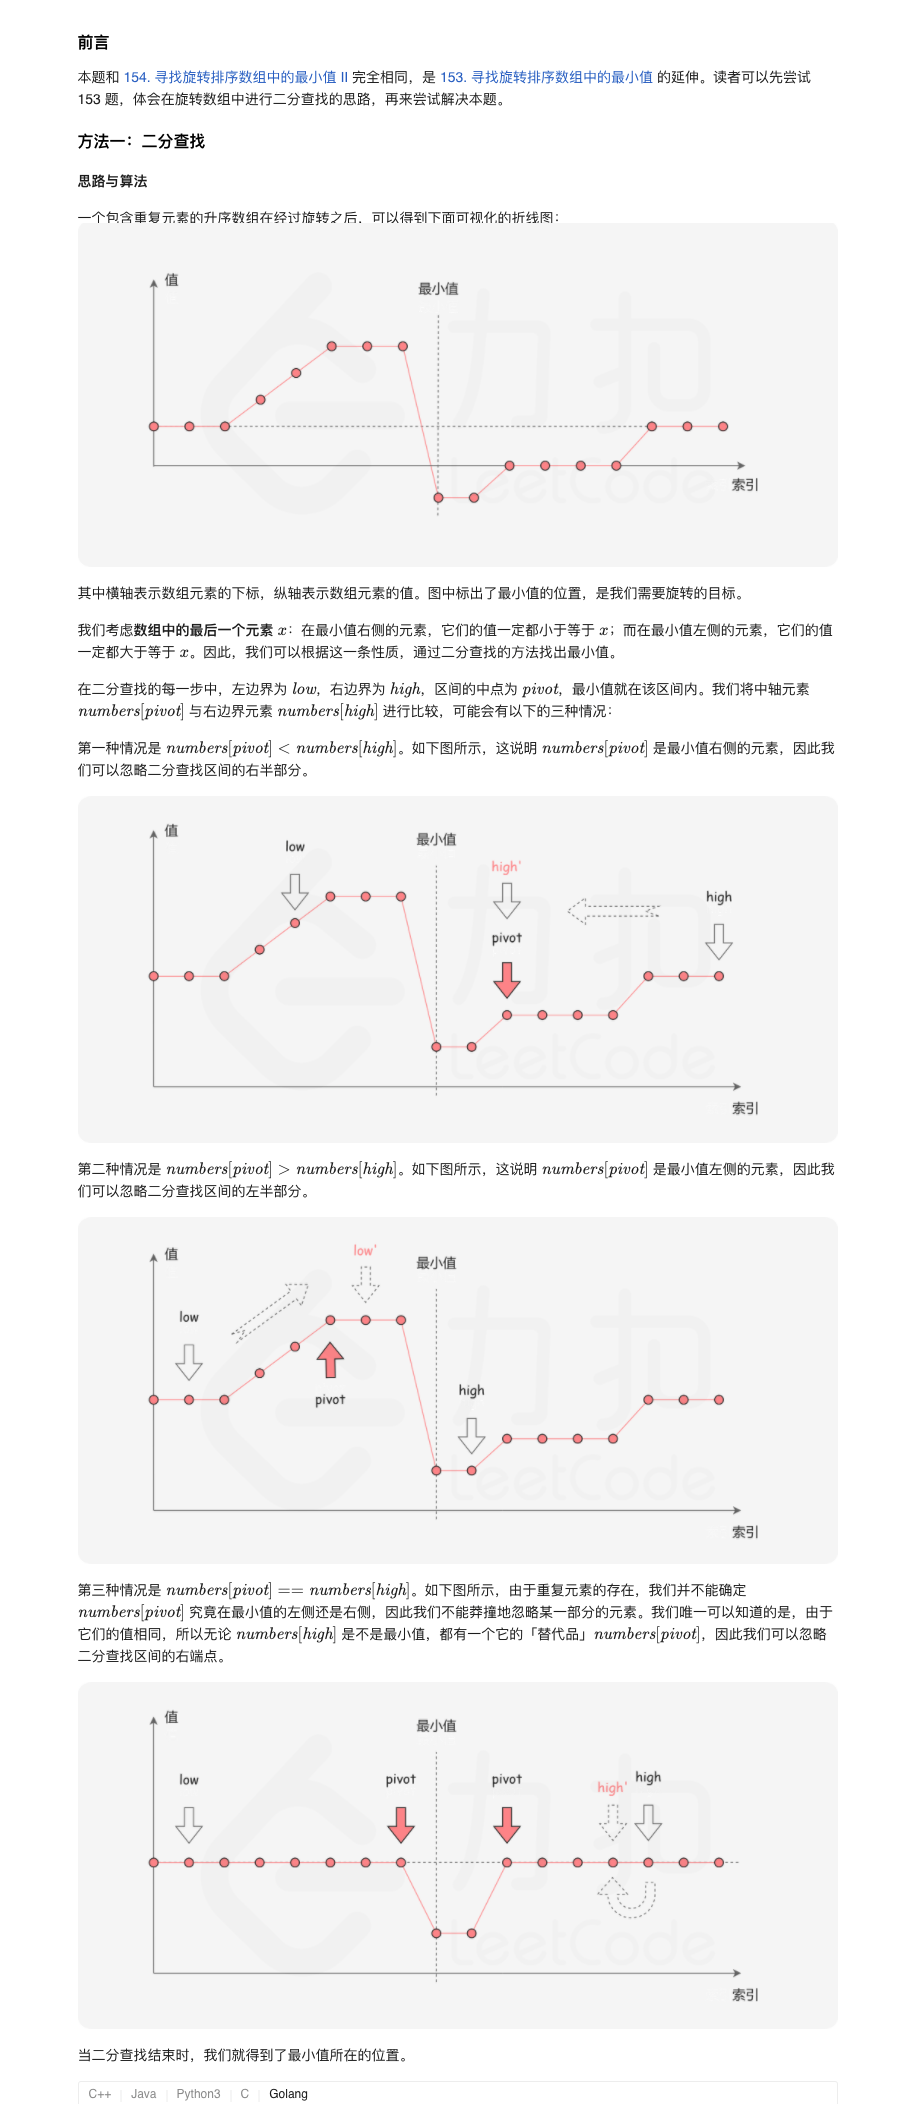 前言
本题和 154. 寻找旋转排序数组中的最小值 II 完全相同，是 153. 寻找旋转排序数组中的最小值 的延伸。读者可以先尝试
153 题，体会在旋转数组中进行二分查找的思路，再来尝试解决本题。
方法一：二分查找
思路与算法
一个包含重复元素的升序数组在经过旋转之后，可以得到下面可视化的折线图：
值
最小值
索引
力扣
LeetCode
其中横轴表示数组元素的下标，纵轴表示数组元素的值。图中标出了最小值的位置，是我们需要旋转的目标。
我们考虑数组中的最后一个元素 x：在最小值右侧的元素，它们的值一定都小于等于 x；而在最小值左侧的元素，它们的值
一定都大于等于 x。因此，我们可以根据这一条性质，通过二分查找的方法找出最小值。
在二分查找的每一步中，左边界为 low，右边界为 high，区间的中点为 pivot，最小值就在该区间内。我们将中轴元素
numbers[pivot] 与右边界元素 numbers[high] 进行比较，可能会有以下的三种情况：
第一种情况是 numbers[pivot] < numbers[high]。如下图所示，这说明 numbers[pivot] 是最小值右侧的元素，因此我
们可以忽略二分查找区间的右半部分。
值
low
最小值
high'
pivot
high
索引
力扣
LeetCode
第二种情况是 numbers[pivot] > numbers[high]。如下图所示，这说明 numbers[pivot] 是最小值左侧的元素，因此我
们可以忽略二分查找区间的左半部分。
值
low'
最小值
low
pivot
high
索引
力扣
LeetCode
第三种情况是 numbers[pivot] == numbers[high]。如下图所示，由于重复元素的存在，我们并不能确定
numbers[pivot] 究竟在最小值的左侧还是右侧，因此我们不能莽撞地忽略某一部分的元素。我们唯一可以知道的是，由于
它们的值相同，所以无论 numbers[high] 是不是最小值，都有一个它的「替代品」numbers[pivot]，因此我们可以忽略
二分查找区间的右端点。
值
最小值
low
pivot
pivot
high'
high
索引
力扣
LeetCode
当二分查找结束时，我们就得到了最小值所在的位置。
C++ | Java | Python3 | C | Golang